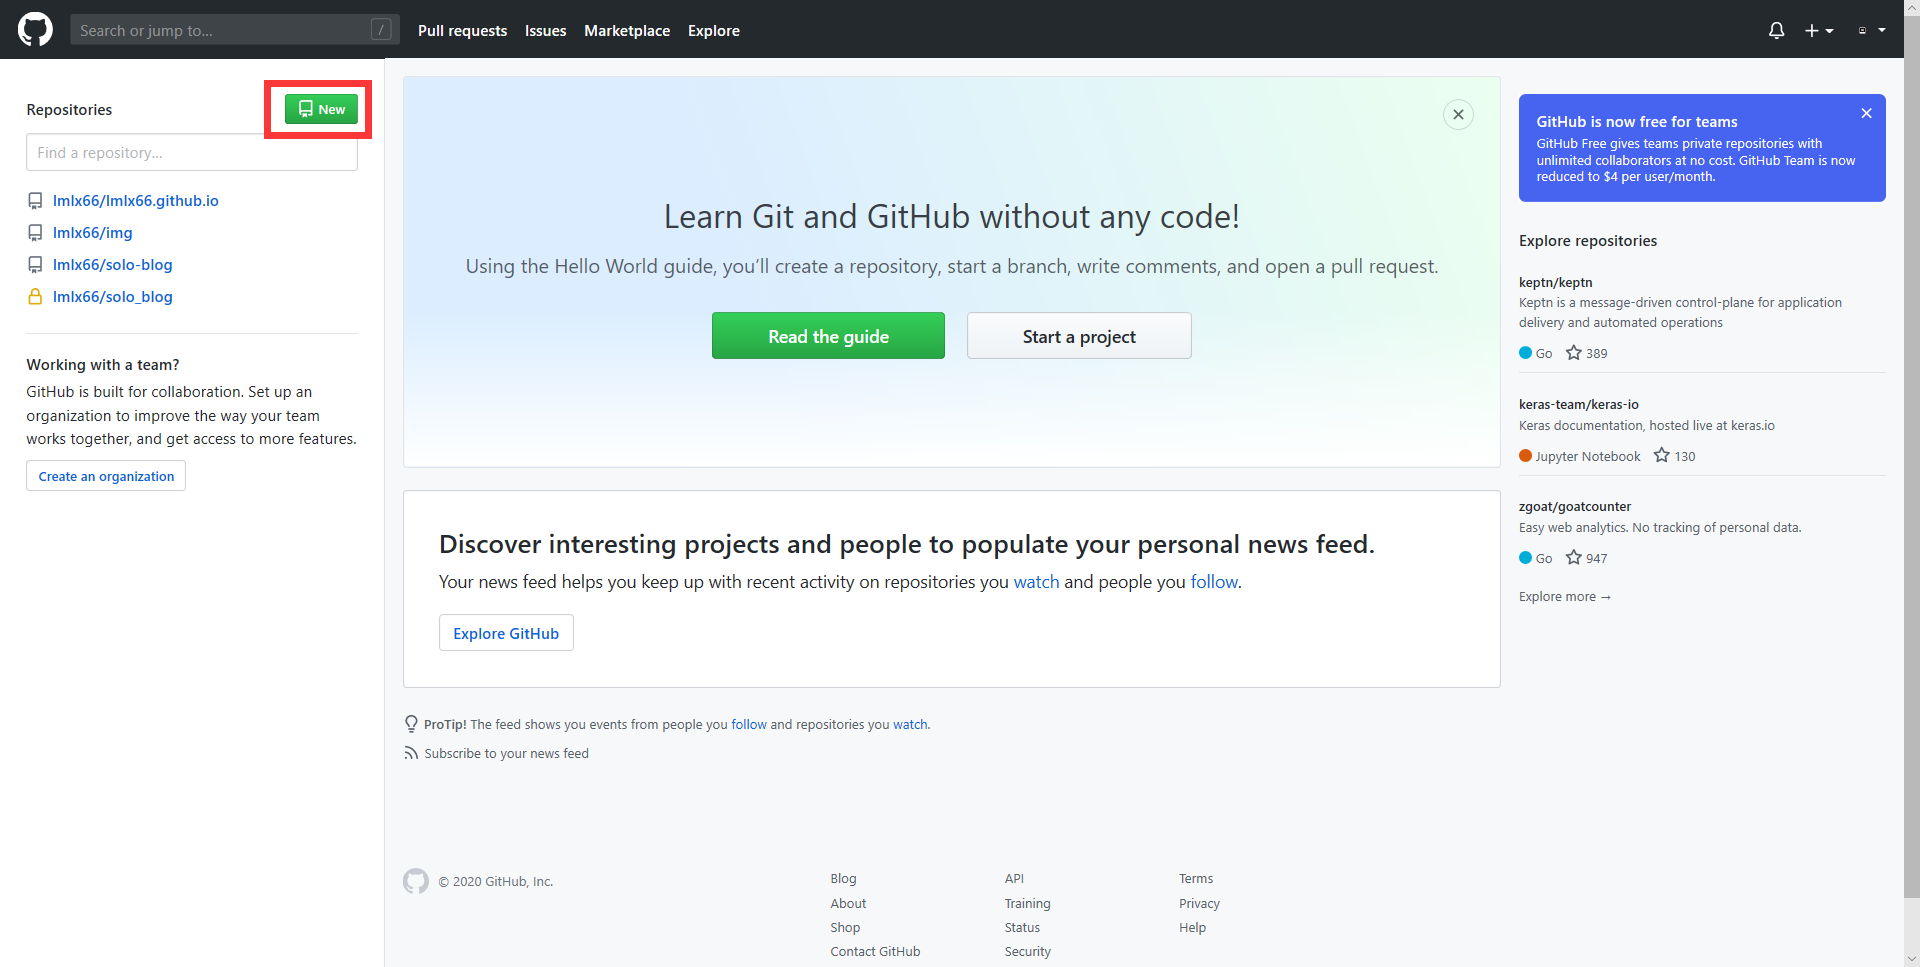 Search or jump to...
/
Pull requests
Issues
Marketplace
Explore
Repositories
New
Find a repository...
lmlx66/lmlx66.github.io
lmlx66/img
lmlx66/solo-blog
lmlx66/solo_blog
Working with a team?
GitHub is built for collaboration. Set up an
organization to improve the way your team
works together, and get access to more features.
Create an organization
Learn Git and GitHub without any code!
Using the Hello World guide, you’ll create a repository, start a branch, write comments, and open a pull request.
Read the guide
Start a project
Discover interesting projects and people to populate your personal news feed.
Your news feed helps you keep up with recent activity on repositories you watch and people you follow.
Explore GitHub
ProTip! The feed shows you events from people you follow and repositories you watch.
Subscribe to your news feed
GitHub is now free for teams
GitHub Free gives teams private repositories with
unlimited collaborators at no cost. GitHub Team is now
reduced to $4 per user/month.
Explore repositories
keptn/keptn
Keptn is a message-driven control-plane for application
delivery and automated operations
Go 389
keras-team/keras-io
Keras documentation, hosted live at keras.io
Jupyter Notebook 130
zgoat/goatcounter
Easy web analytics. No tracking of personal data.
Go 947
Explore more →
© 2020 GitHub, Inc.
Blog
About
Shop
Contact GitHub
API
Training
Status
Security
Terms
Privacy
Help